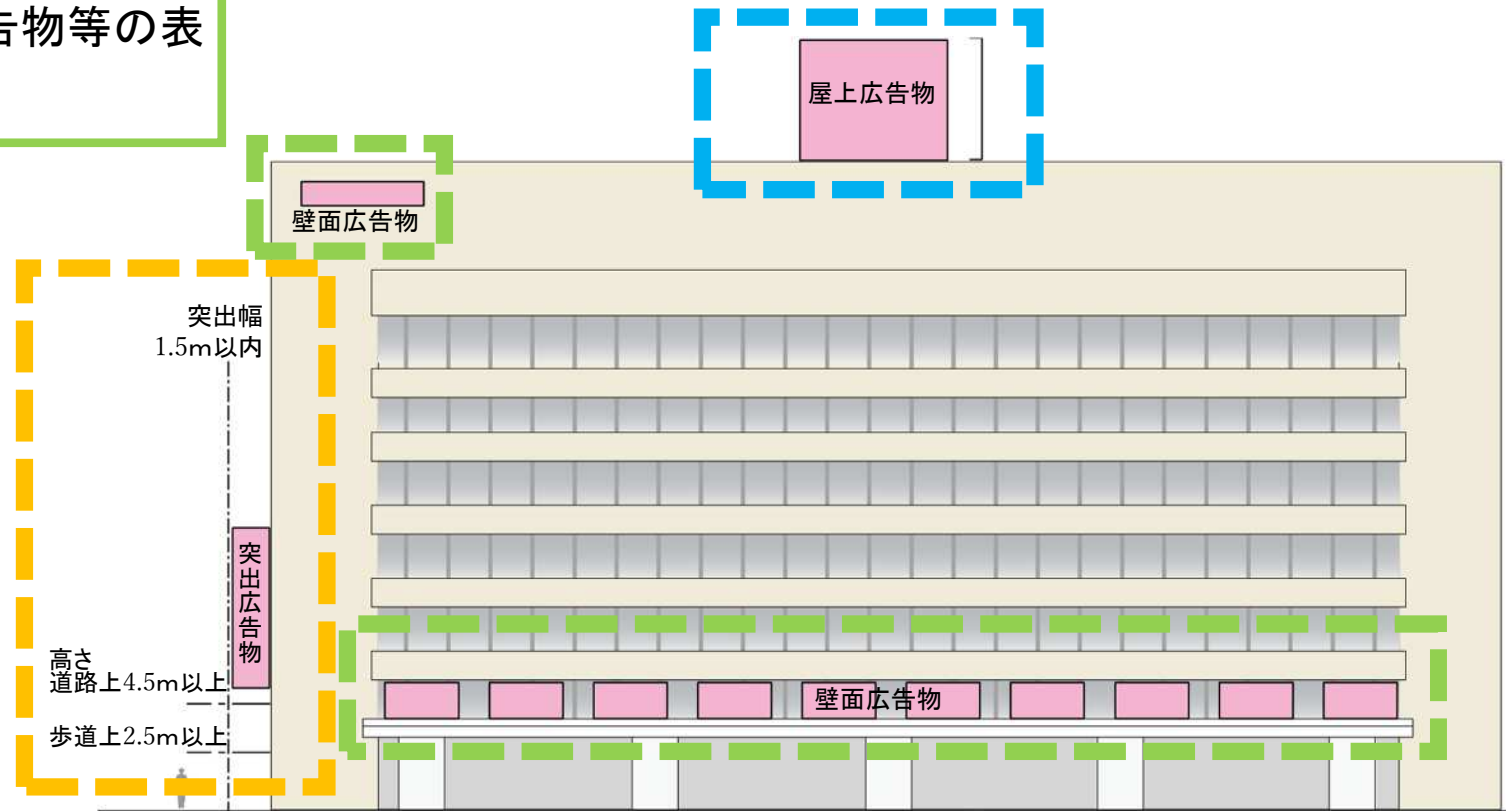 告物等の表
屋上広告物
壁面広告物
突出幅
1.5m以内
突出広告物
高さ
道路上4.5m以上
歩道上2.5m以上
壁面広告物